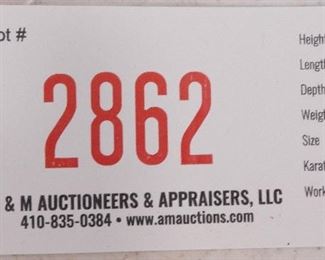 ot #
2862
& M AUCTIONEERS & APPRAISERS, LLC
410-835-0384 • www.amauctions.com
Height
Length
Depth
Weigh
Size
Karat
Work